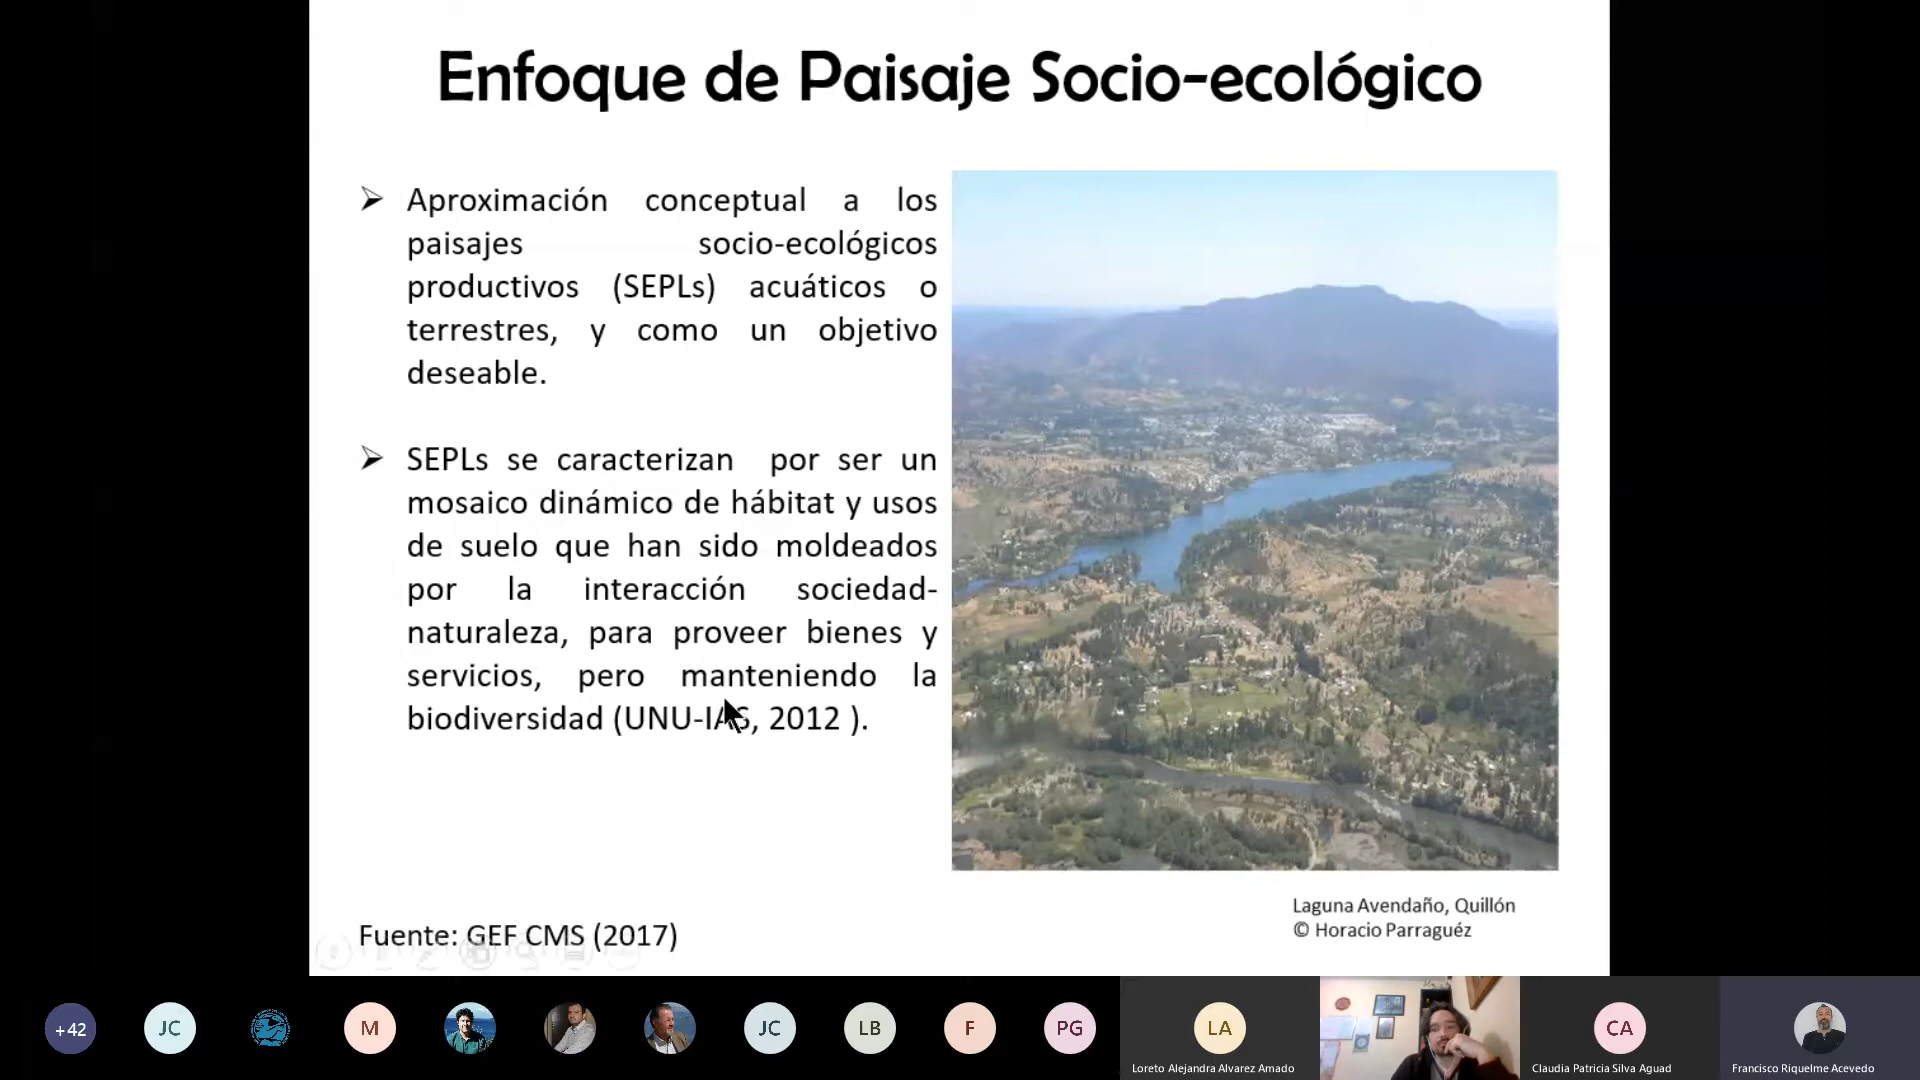 Enfoque de Paisaje Socio-ecológico
Aproximación conceptual a los
paisajes socio-ecológicos
productivos (SEPLs) acuáticos o
terrestres, y como un objetivo
deseable.
SEPLs se caracterizan por ser un
mosaico dinámico de hábitat y usos
de suelo que han sido moldeados
por la interacción sociedad-
naturaleza, para proveer bienes y
servicios, pero manteniendo la
biodiversidad (UNU-IAS, 2012 ).
Fuente: GEF CMS (2017)
Laguna Avendaño, Quillón
© Horacio Parraguéz
+42
JC
M
JC
LB
F
PG
LA
Loreto Alejandra Alvarez Amado
CA
Claudia Patricia Silva Aguad
Francisco Riquelme Acevedo